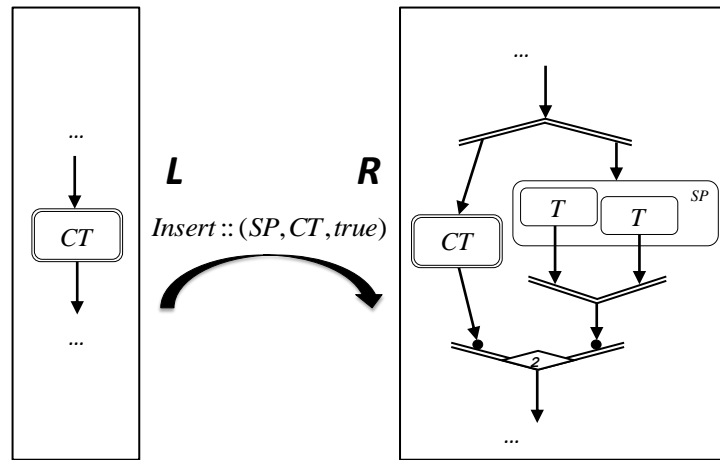 ...
CT
...
L R
Insert :: (SP, CT, true)
...
SP
T
T
CT
2
...